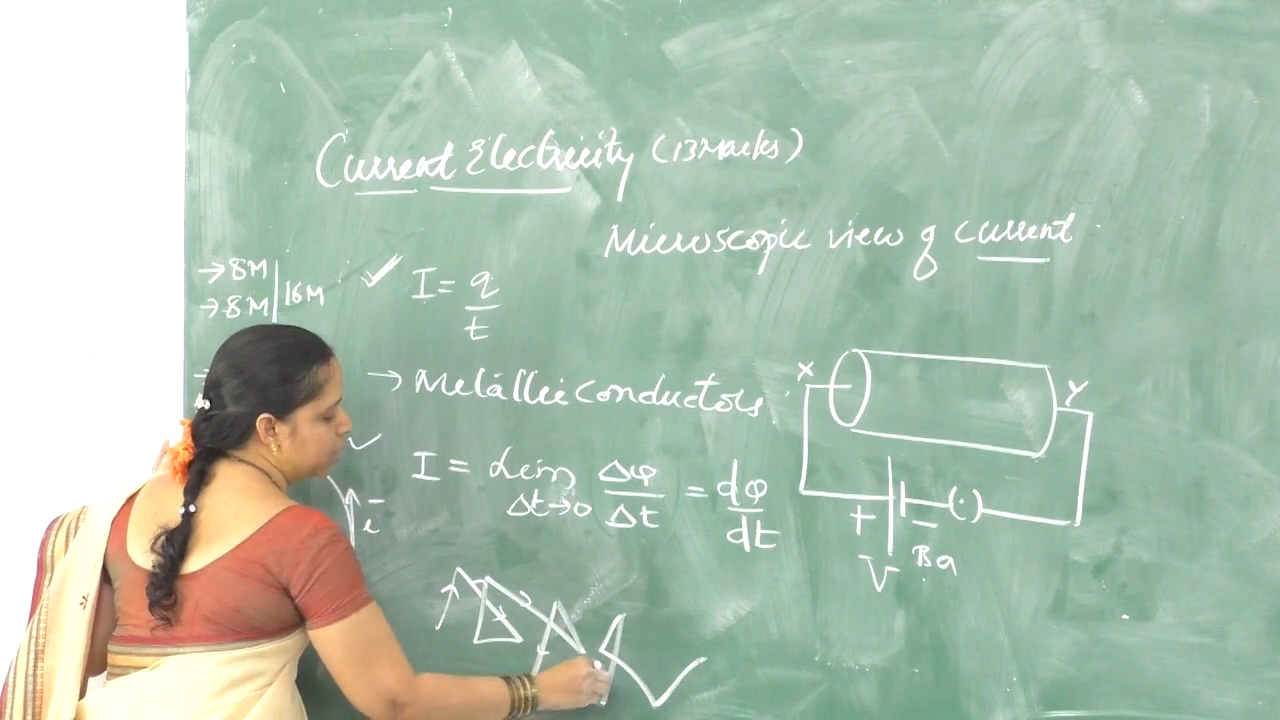 Current Electricity (13Marks)
Microscopic view of current
→8M
→8M | 16M
✓ I = q/t
→ Metallic conductors
X
Y
I = Lim Δt→0 Δφ/Δt = dφ/dt
+
−
( · )
V
Ba
e⁻